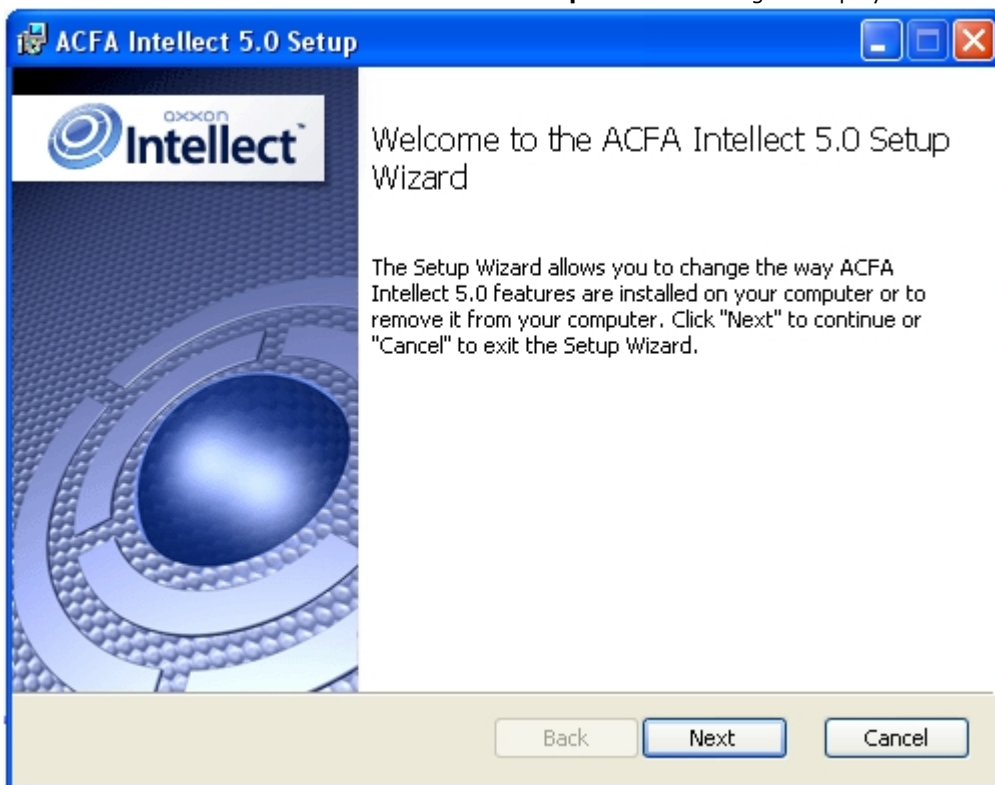 ACFA Intellect 5.0 Setup
axxon
Intellect™
Welcome to the ACFA Intellect 5.0 Setup
Wizard
The Setup Wizard allows you to change the way ACFA
Intellect 5.0 features are installed on your computer or to
remove it from your computer. Click "Next" to continue or
"Cancel" to exit the Setup Wizard.
Back Next Cancel